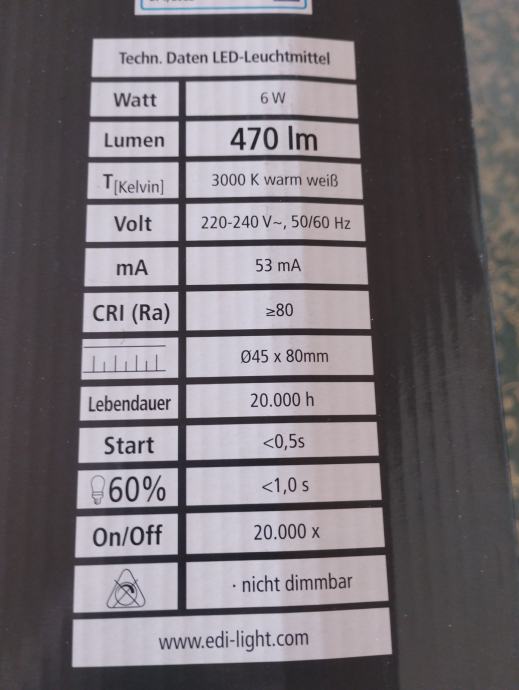 Techn. Daten LED-Leuchtmittel
Watt 6 W
Lumen 470 lm
T[Kelvin] 3000 K warm weiß
Volt 220-240 V~, 50/60 Hz
mA 53 mA
CRI (Ra) ≥80
Ø45 x 80mm
Lebendauer 20.000 h
Start <0,5s
60% <1,0 s
On/Off 20.000 x
· nicht dimmbar
www.edi-light.com